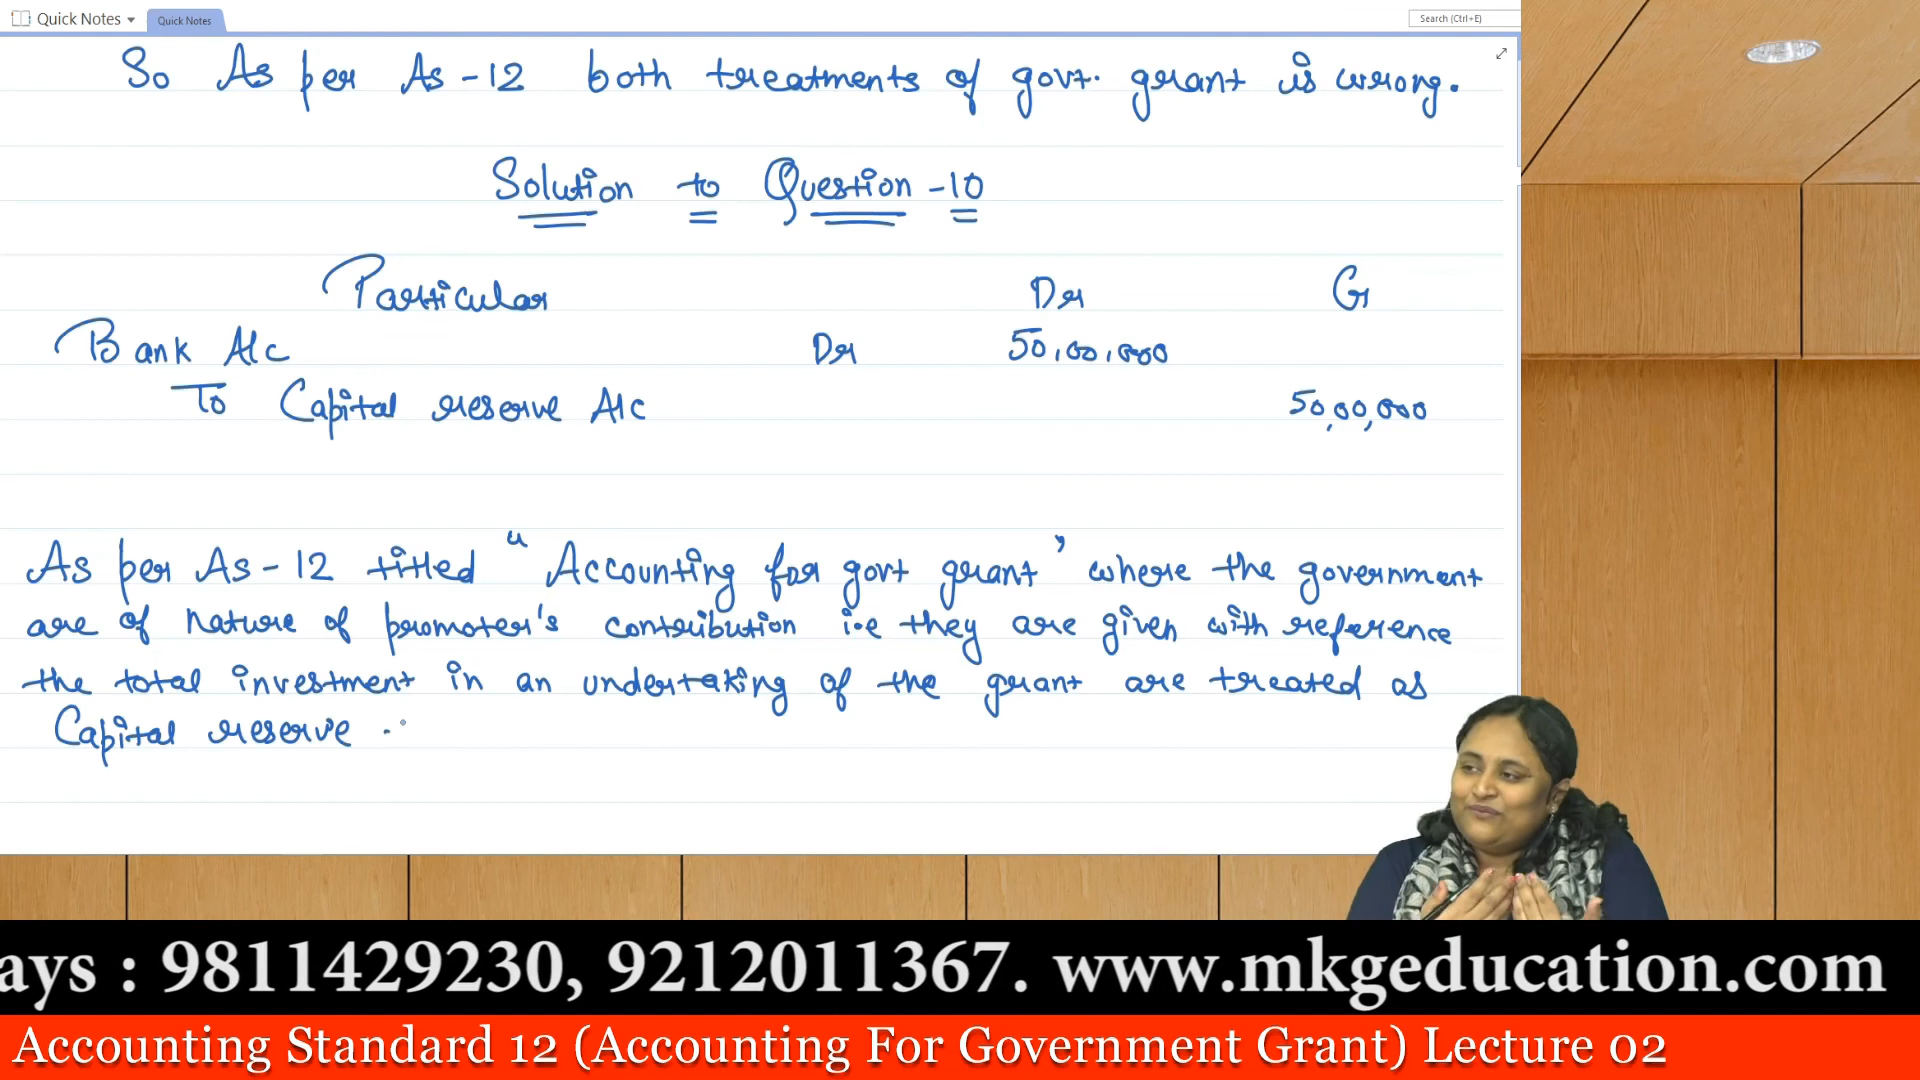 Quick Notes
Quick Notes
Search (Ctrl+E)
So As per As-12 both treatments of govt. grant is wrong.
Solution to Question-10
Particular Dr Cr
Bank A/c Dr 50,00,000
To Capital reserve A/c 50,00,000
As per As-12 titled "Accounting for govt grant" where the government
are of nature of promoter's contribution i.e they are given with reference
the total investment in an undertaking of the grant are treated as
Capital reserve.
ays : 9811429230, 9212011367. www.mkgeducation.com
Accounting Standard 12 (Accounting For Government Grant) Lecture 02